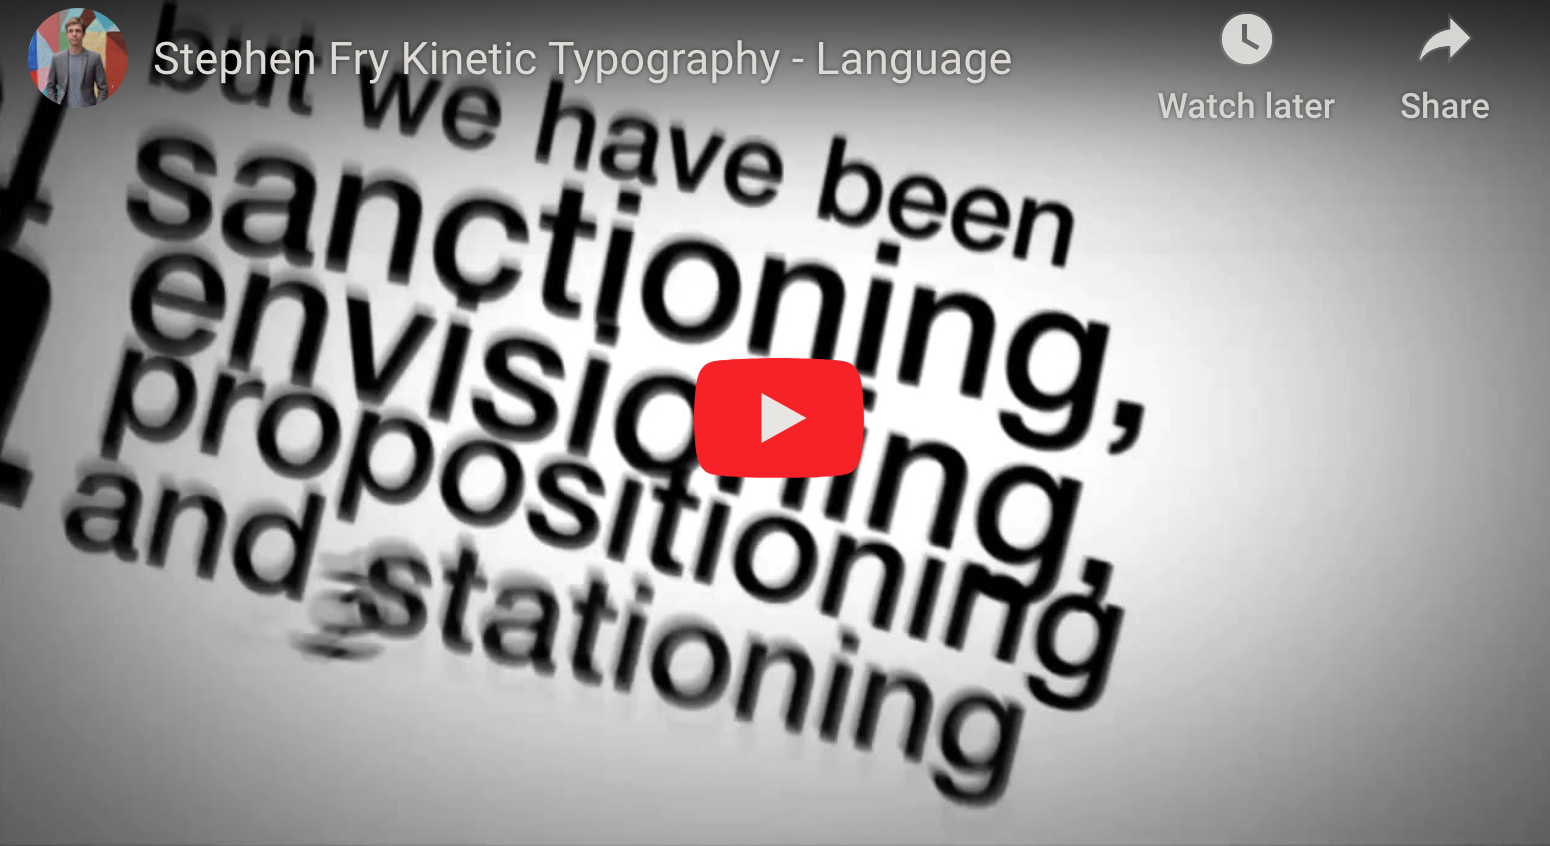 Stephen Fry Kinetic Typography - Language
Watch later
Share
but we have been
sanctioning,
envisioning,
propositioning
and stationing